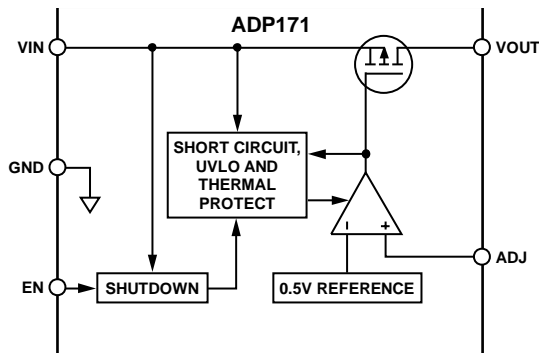 ADP171
VIN
VOUT
SHORT CIRCUIT,
UVLO AND
THERMAL
PROTECT
GND
– +
ADJ
EN
SHUTDOWN
0.5V REFERENCE